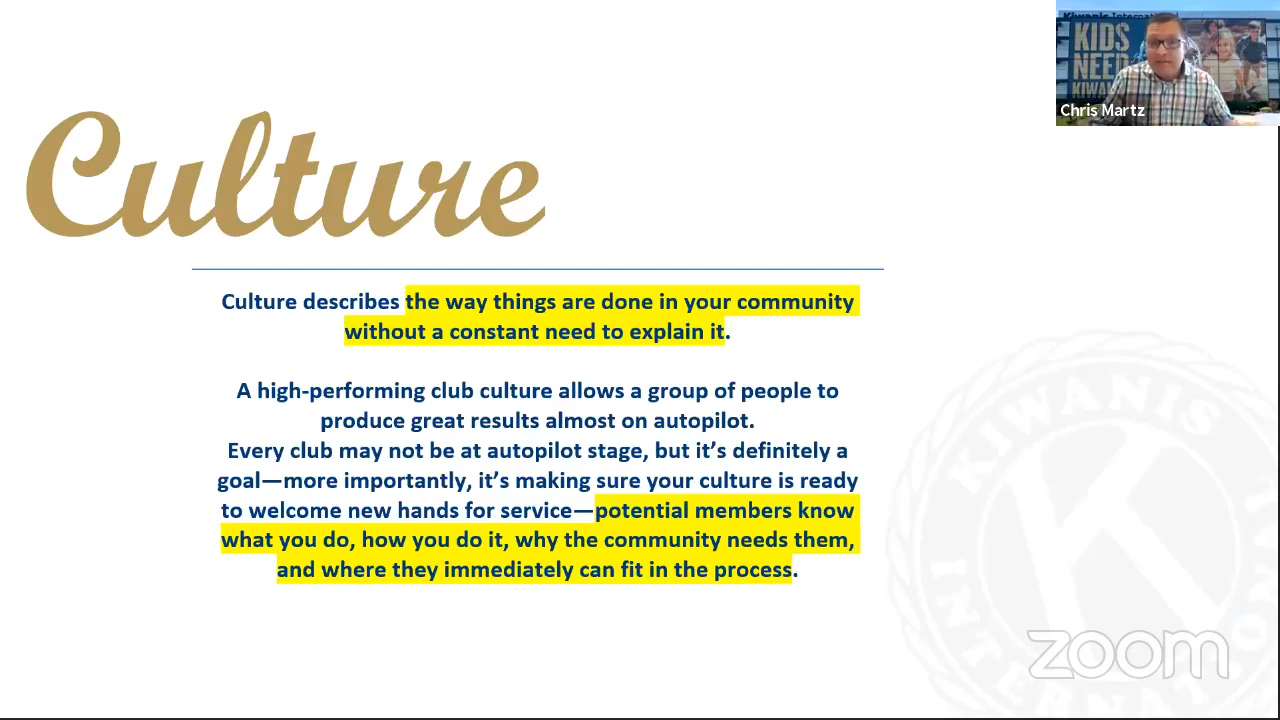 Kiwanis International
KIDS
NEED
KIWANIS
Chris Martz
Culture
Culture describes the way things are done in your community
without a constant need to explain it.
A high-performing club culture allows a group of people to
produce great results almost on autopilot.
Every club may not be at autopilot stage, but it’s definitely a
goal—more importantly, it’s making sure your culture is ready
to welcome new hands for service—potential members know
what you do, how you do it, why the community needs them,
and where they immediately can fit in the process.
KIWANIS
K
zoom